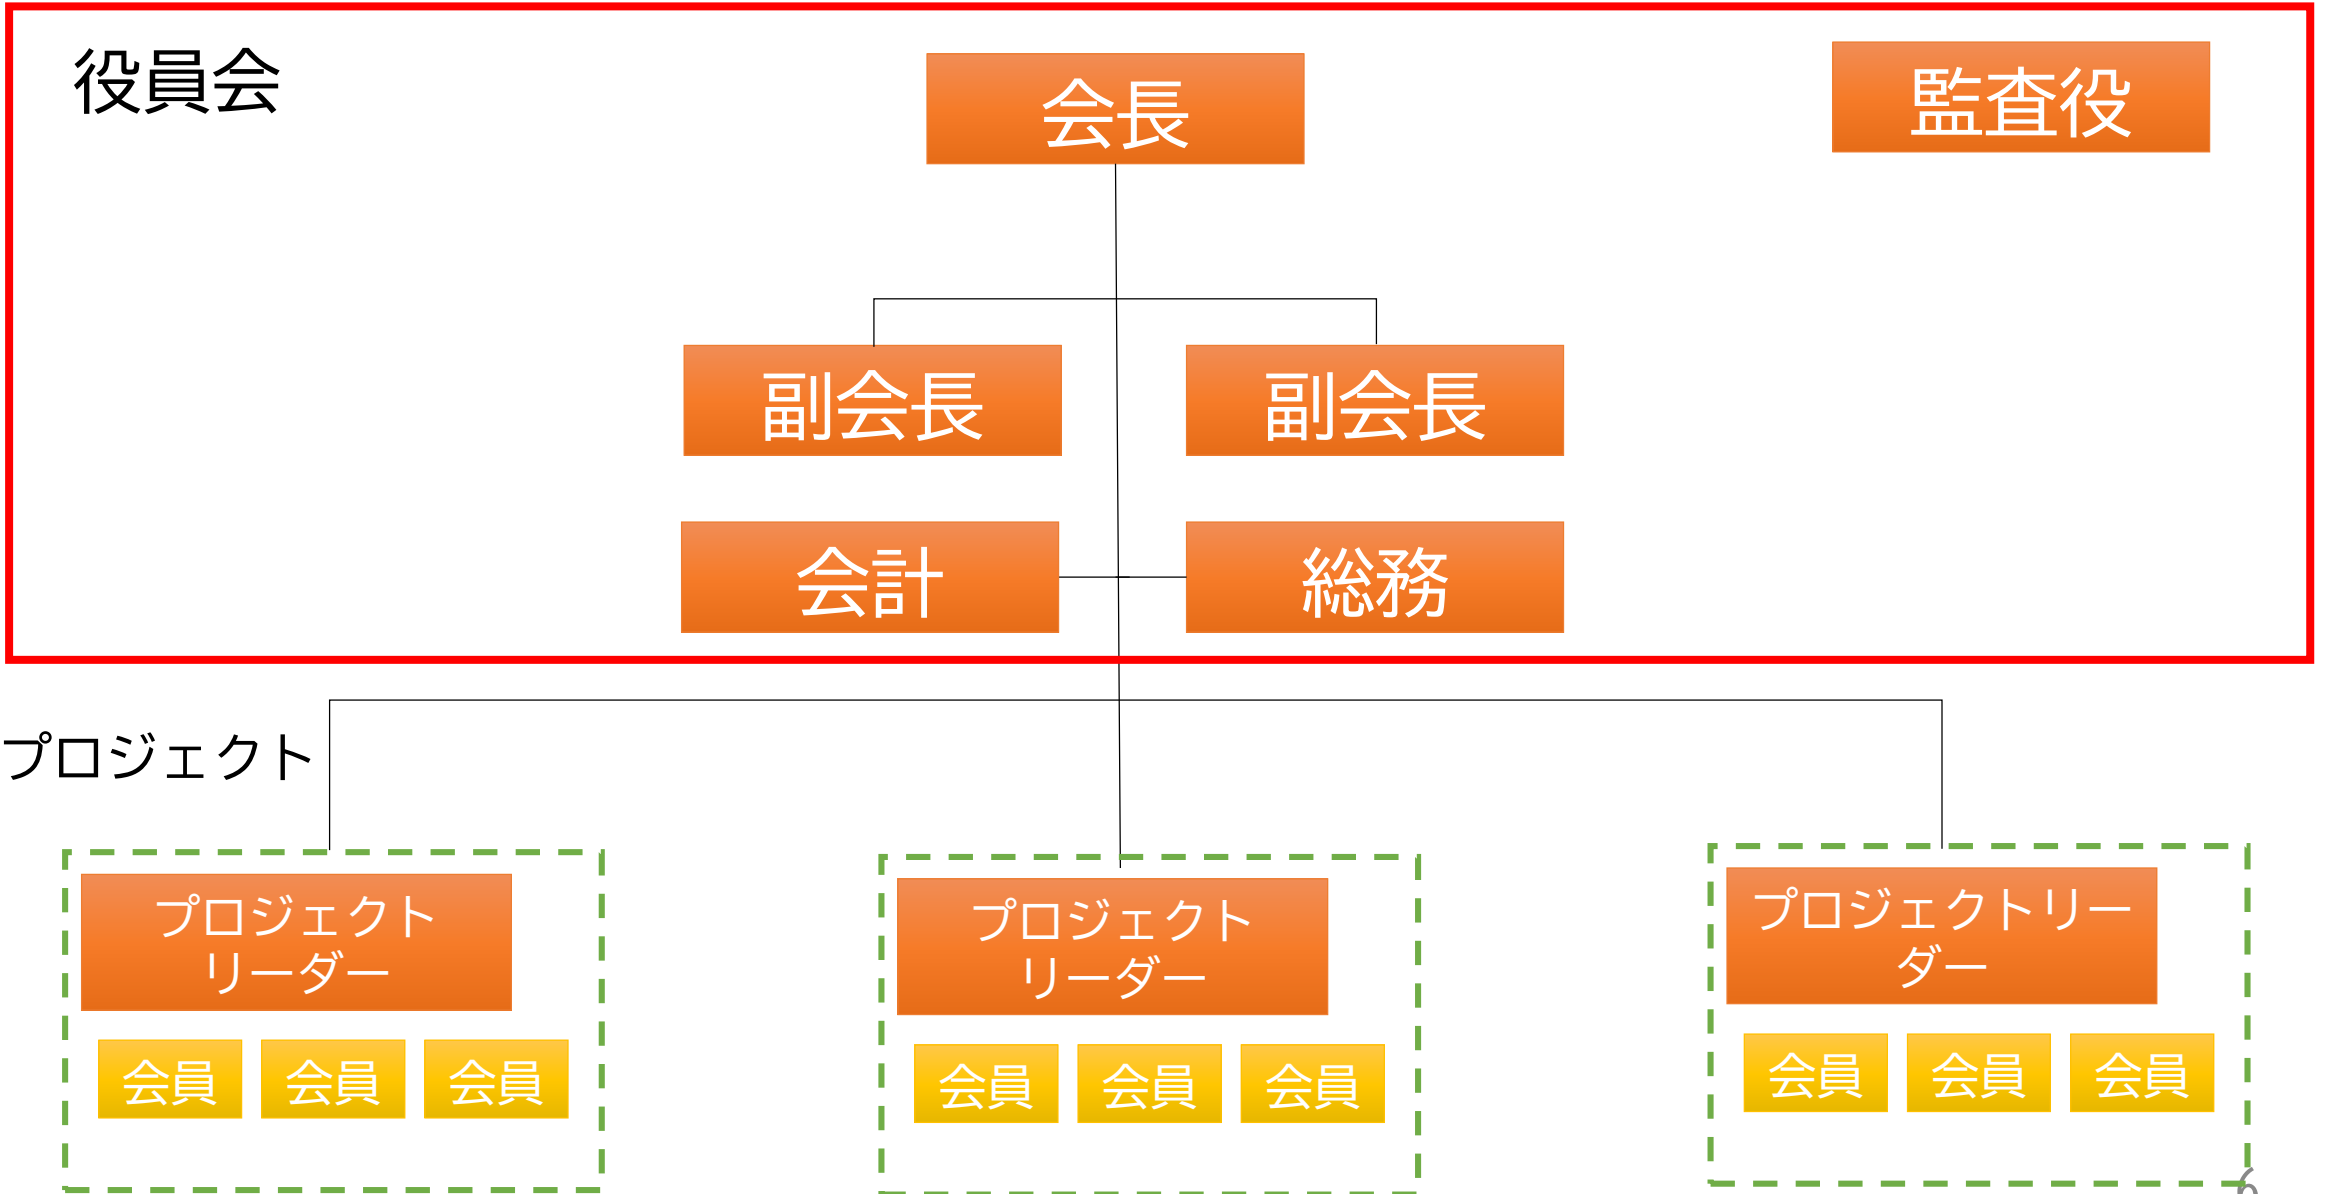 役員会
会長
監査役
副会長
副会長
会計
総務
プロジェクト
プロジェクト
リーダー
会員
会員
会員
プロジェクト
リーダー
会員
会員
会員
プロジェクトリー
ダー
会員
会員
会員